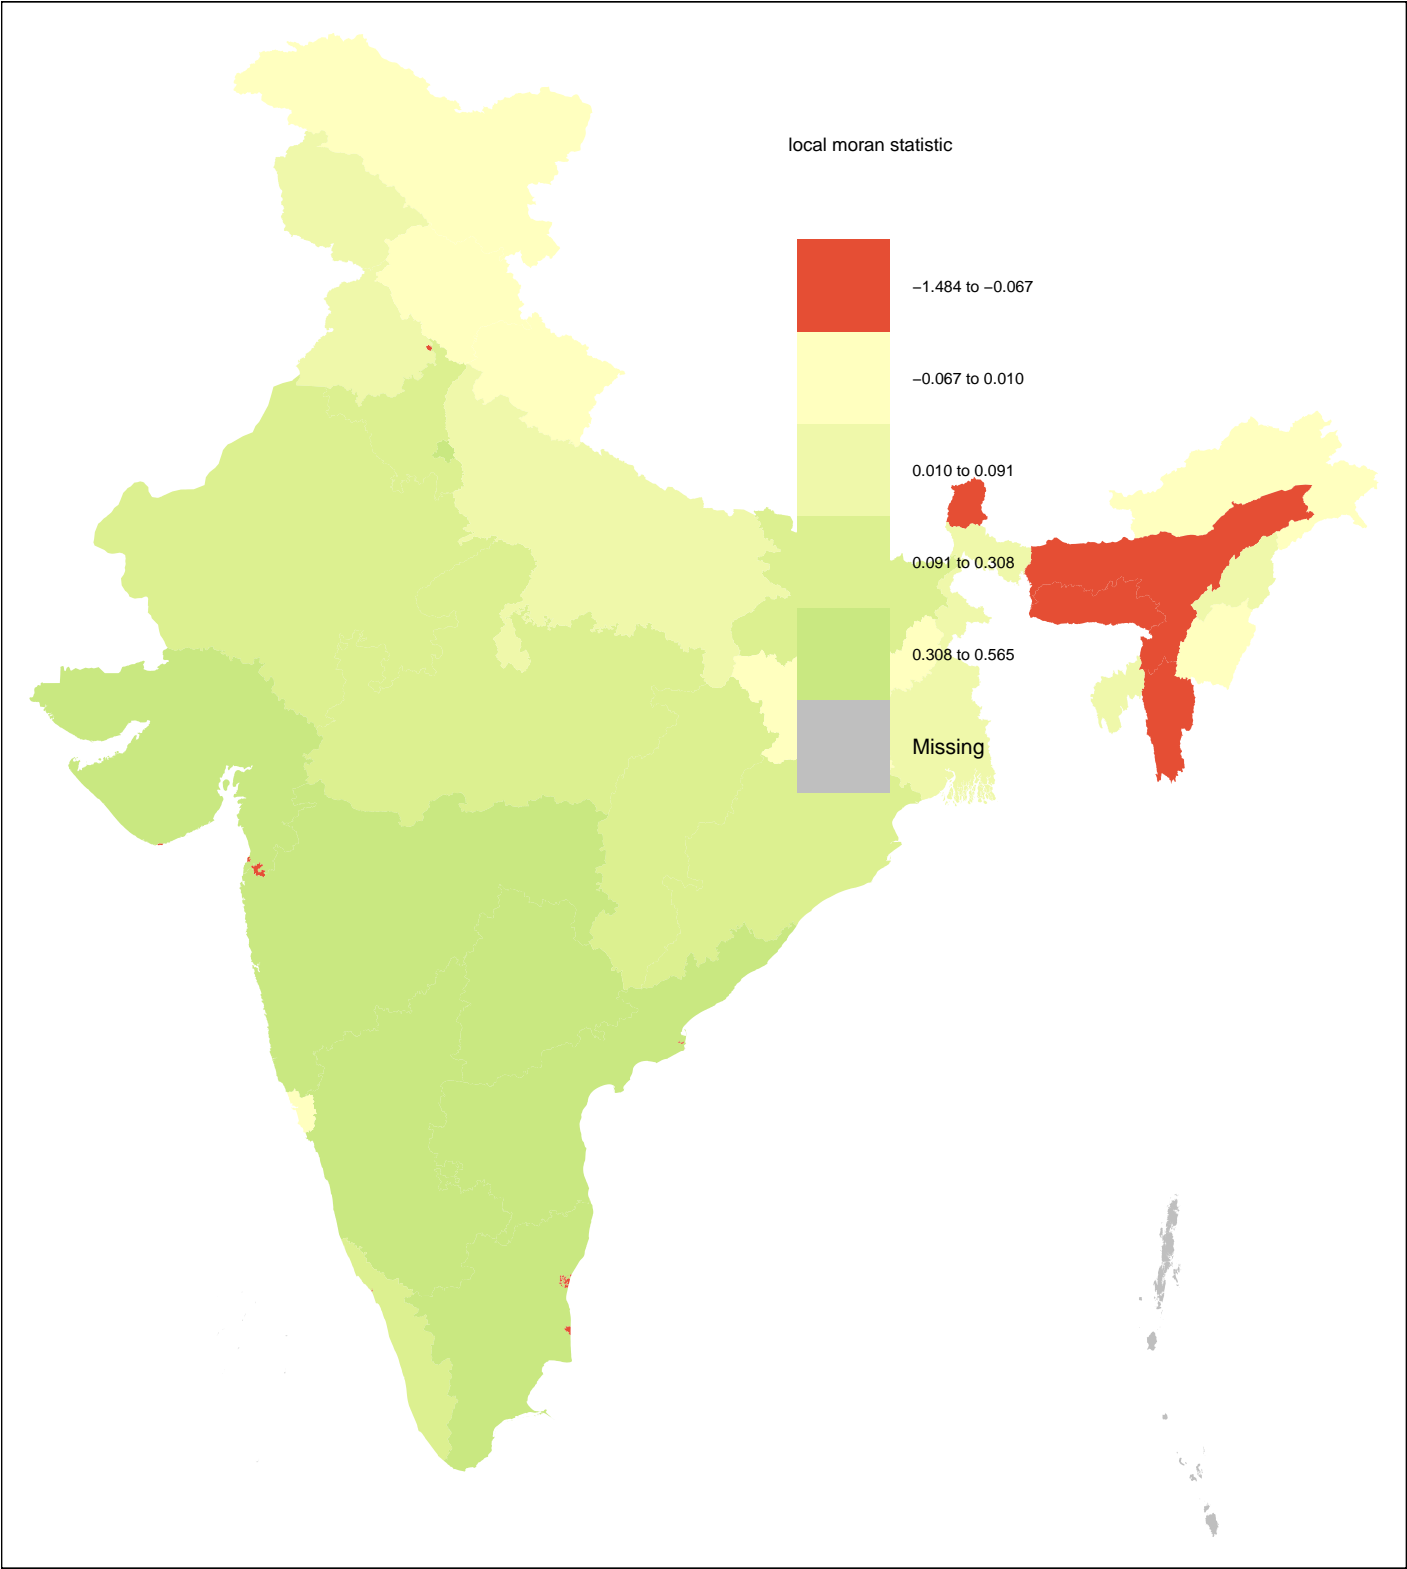 local moran statistic
−1.484 to −0.067
−0.067 to 0.010
0.010 to 0.091
0.091 to 0.308
0.308 to 0.565
Missing